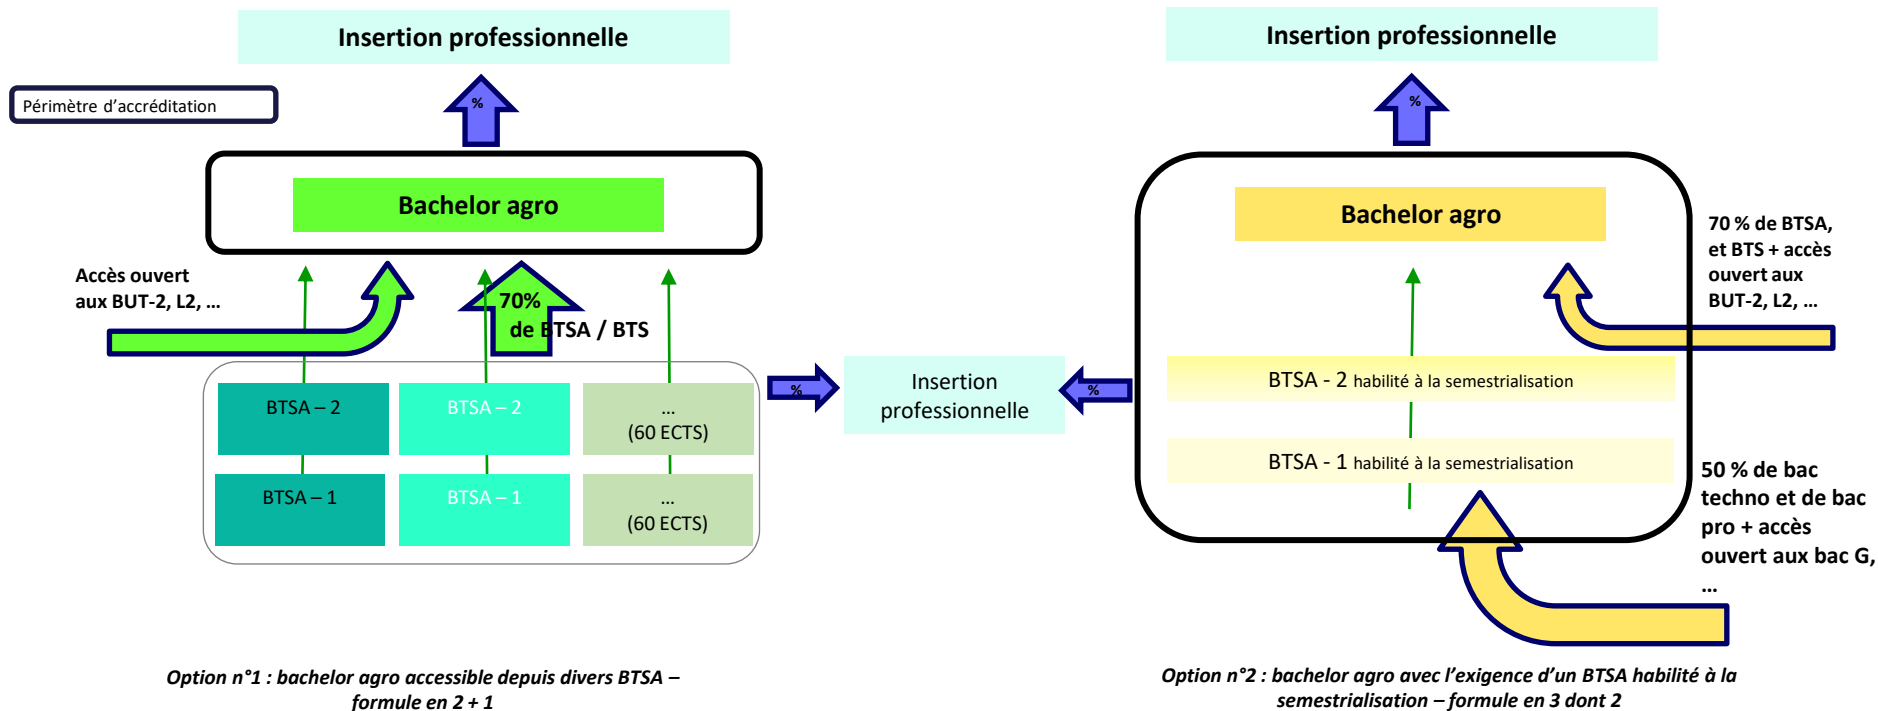 Insertion professionnelle
Périmètre d’accréditation
%
Bachelor agro
Accès ouvert
aux BUT-2, L2, ...
70%
de BTSA / BTS
BTSA – 2
BTSA – 2
...
(60 ECTS)
BTSA – 1
BTSA – 1
...
(60 ECTS)
%
Insertion
professionnelle
%
Option n°1 : bachelor agro accessible depuis divers BTSA –
formule en 2 + 1
Insertion professionnelle
%
Bachelor agro
70 % de BTSA,
et BTS + accès
ouvert aux
BUT-2, L2, ...
BTSA - 2 habilité à la semestrialisation
BTSA - 1 habilité à la semestrialisation
50 % de bac
techno et de bac
pro + accès
ouvert aux bac G,
...
Option n°2 : bachelor agro avec l’exigence d’un BTSA habilité à la
semestrialisation – formule en 3 dont 2